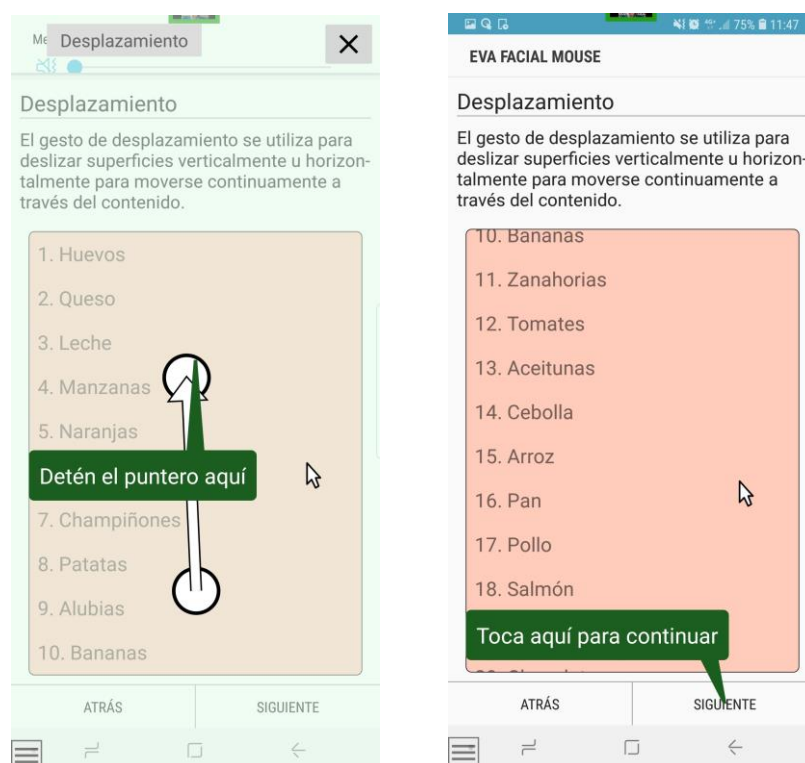 Me
Desplazamiento
Desplazamiento
El gesto de desplazamiento se utiliza para
deslizar superficies verticalmente u horizon-
talmente para moverse continuamente a
través del contenido.
1. Huevos
2. Queso
3. Leche
4. Manzanas
5. Naranjas
Detén el puntero aquí
7. Champiñones
8. Patatas
9. Alubias
10. Bananas
ATRÁS
SIGUIENTE
75% 11:47
EVA FACIAL MOUSE
Desplazamiento
El gesto de desplazamiento se utiliza para
deslizar superficies verticalmente u horizon-
talmente para moverse continuamente a
través del contenido.
10. Bananas
11. Zanahorias
12. Tomates
13. Aceitunas
14. Cebolla
15. Arroz
16. Pan
17. Pollo
18. Salmón
Toca aquí para continuar
ATRÁS
SIGUIENTE